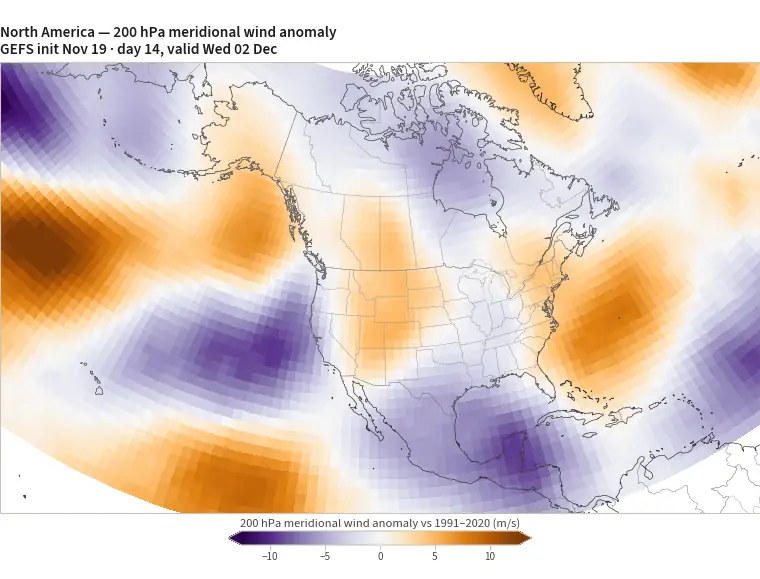 North America — 200 hPa meridional wind anomaly
GEFS init Nov 19 · day 14, valid Wed 02 Dec
200 hPa meridional wind anomaly vs 1991–2020 (m/s)
−10 −5 0 5 10